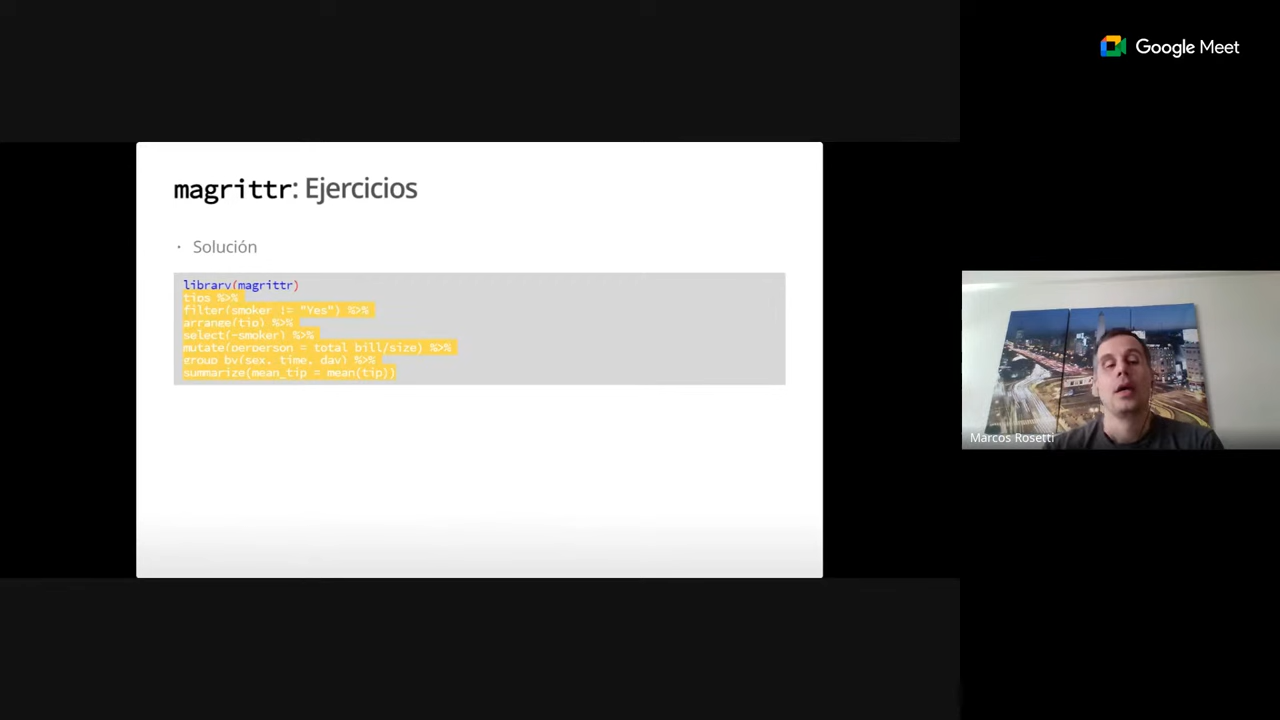 Google Meet
magrittr: Ejercicios
· Solución
library(magrittr)
tips %>%
filter(smoker != "Yes") %>%
arrange(tip) %>%
select(-smoker) %>%
mutate(perperson = total_bill/size) %>%
group_by(sex, time, day) %>%
summarize(mean_tip = mean(tip))
Marcos Rosetti